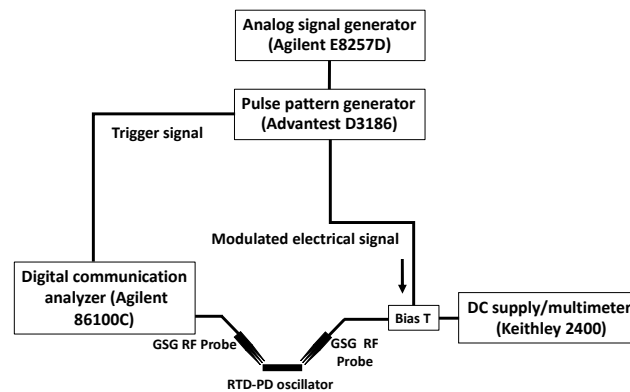 Analog signal generator
(Agilent E8257D)
Pulse pattern generator
(Advantest D3186)
Trigger signal
Modulated electrical signal
Digital communication
analyzer (Agilent
86100C)
Bias T
DC supply/multimeter
(Keithley 2400)
GSG RF Probe
GSG RF
Probe
RTD-PD oscillator